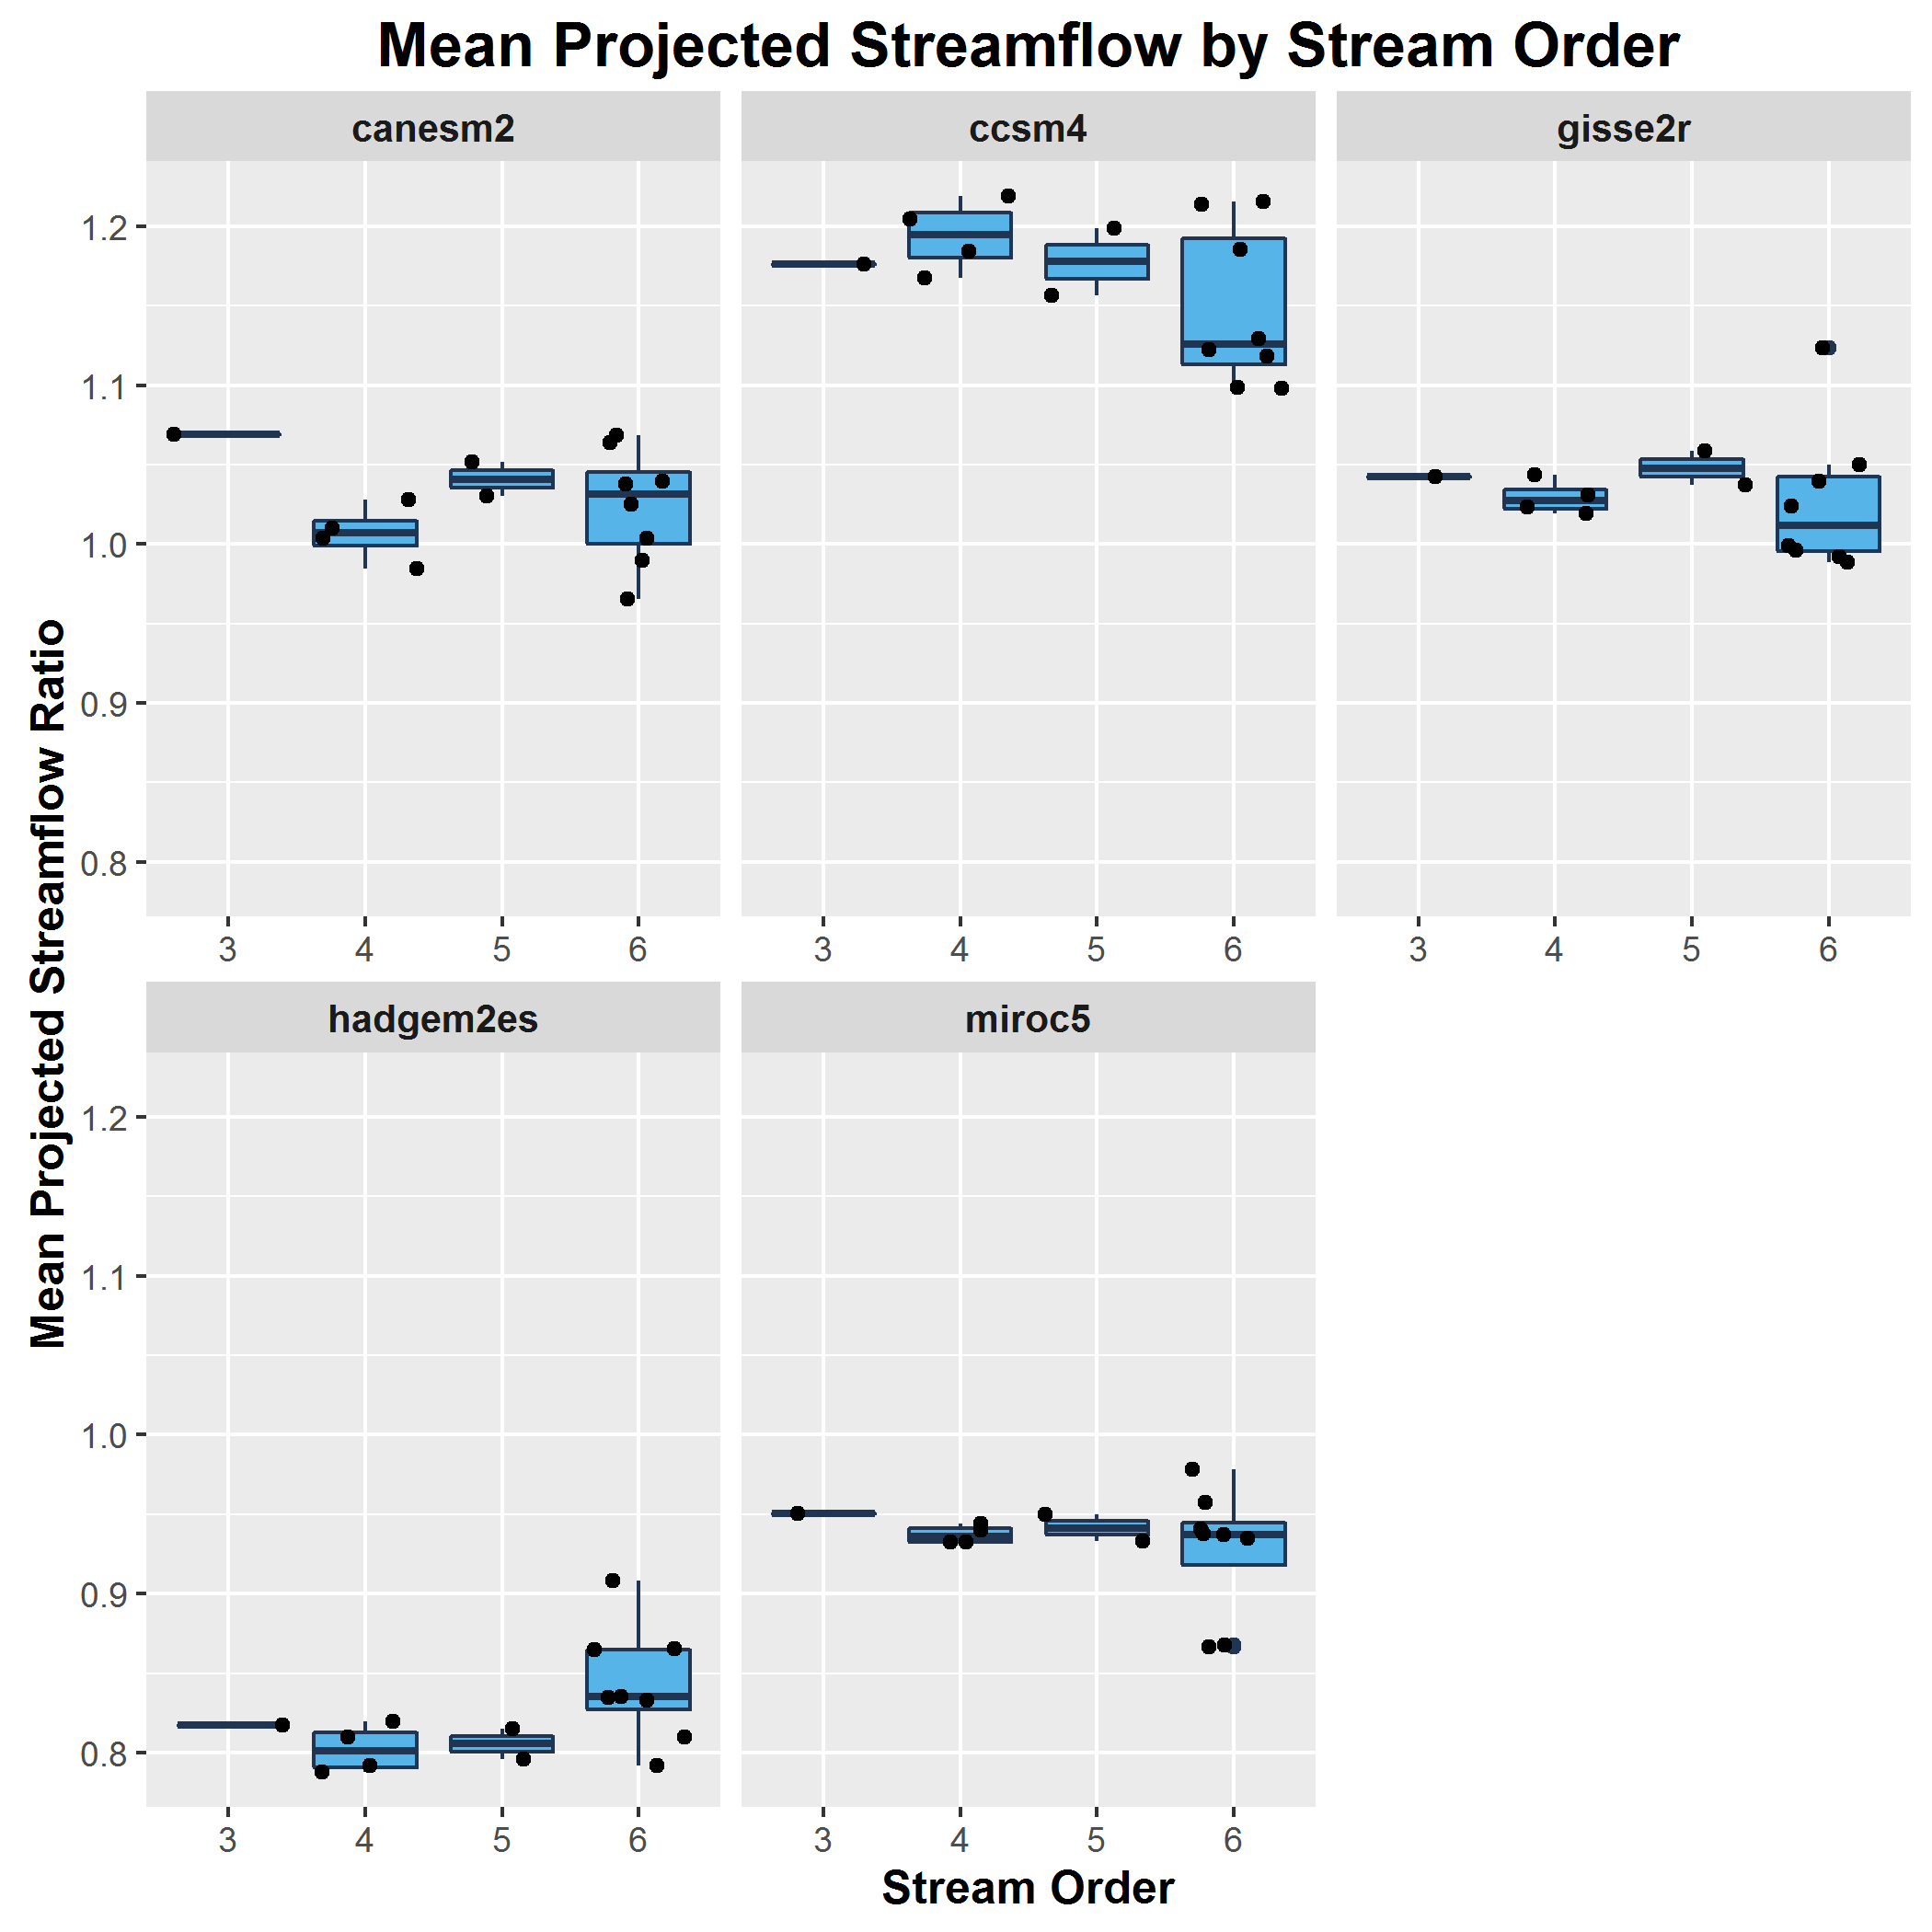 Mean Projected Streamflow by Stream Order
canesm2
ccsm4
gisse2r
1.2
1.1
1.0
0.9
0.8
3 4 5 6
3 4 5 6
3 4 5 6
Mean Projected Streamflow Ratio
hadgem2es
miroc5
1.2
1.1
1.0
0.9
0.8
3 4 5 6
3 4 5 6
Stream Order